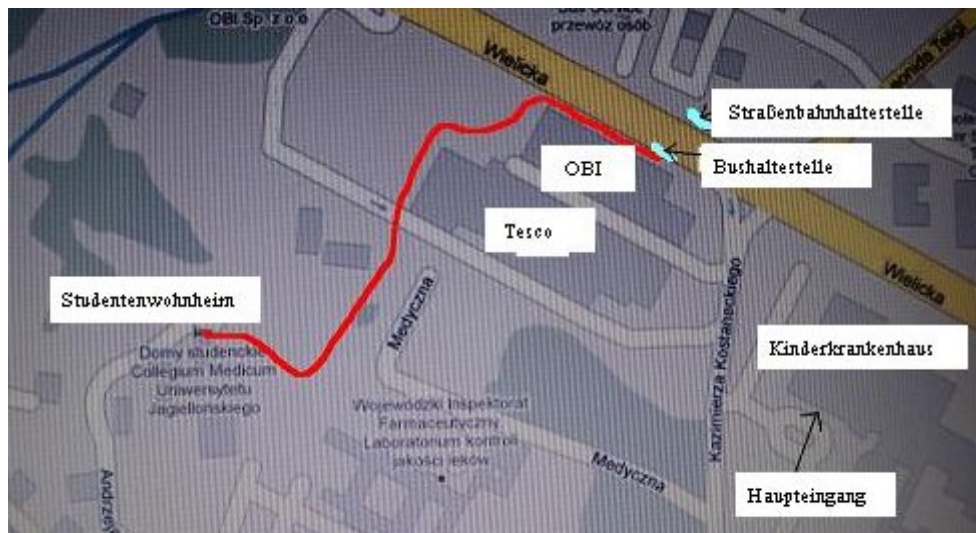 OBI Sp. z o o
przewóz osób
Wielicka
Teligi
Straßenbahnhaltestelle
Bushaltestelle
OBI
Tesco
Studentenwohnheim
Medyczna
Wielicka
Kazimierza Kostaneckiego
Domy studenckie
Collegium Medicum
Uniwersytetu
Jagiellońskiego
Kinderkrankenhaus
Wojewódzki Inspektorat
Farmaceutyczny
Laboratorium kontroli
jakości leków
Medyczna
Haupteingang